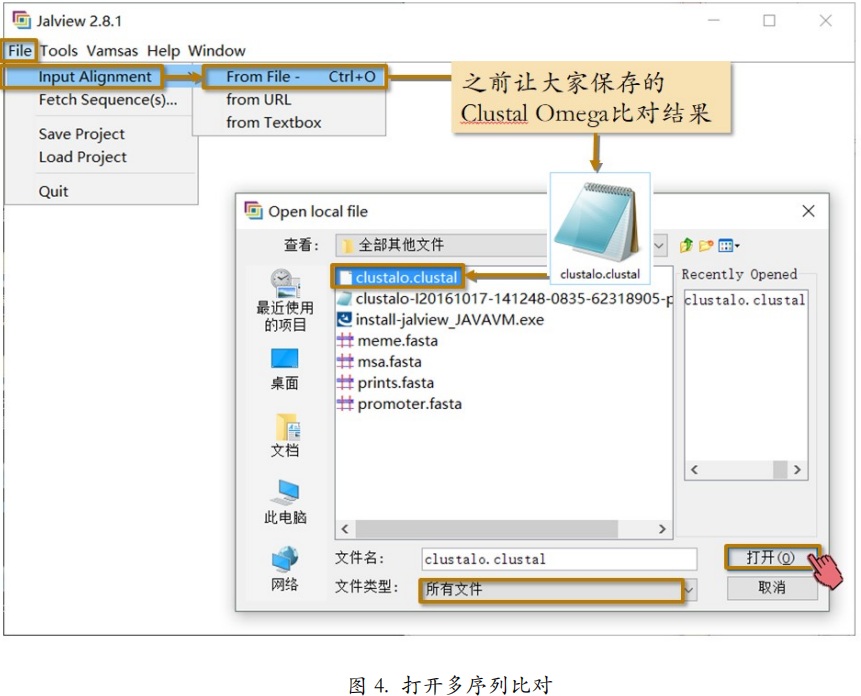 Jalview 2.8.1
File Tools Vamsas Help Window
Input Alignment
From File - Ctrl+O
Fetch Sequence(s)...
from URL
from Textbox
Save Project
Load Project
Quit
之前让大家保存的
Clustal Omega比对结果
clustalo.clustal
Open local file
查看:
全部其他文件
clustalo.clustal
clustalo-I20161017-141248-0835-62318905-p
install-jalview_JAVAVM.exe
meme.fasta
msa.fasta
prints.fasta
promoter.fasta
最近使用
的项目
桌面
文档
此电脑
网络
Recently Opened
clustalo.clustal
文件名:
clustalo.clustal
打开(O)
文件类型:
所有文件
取消
图 4. 打开多序列比对